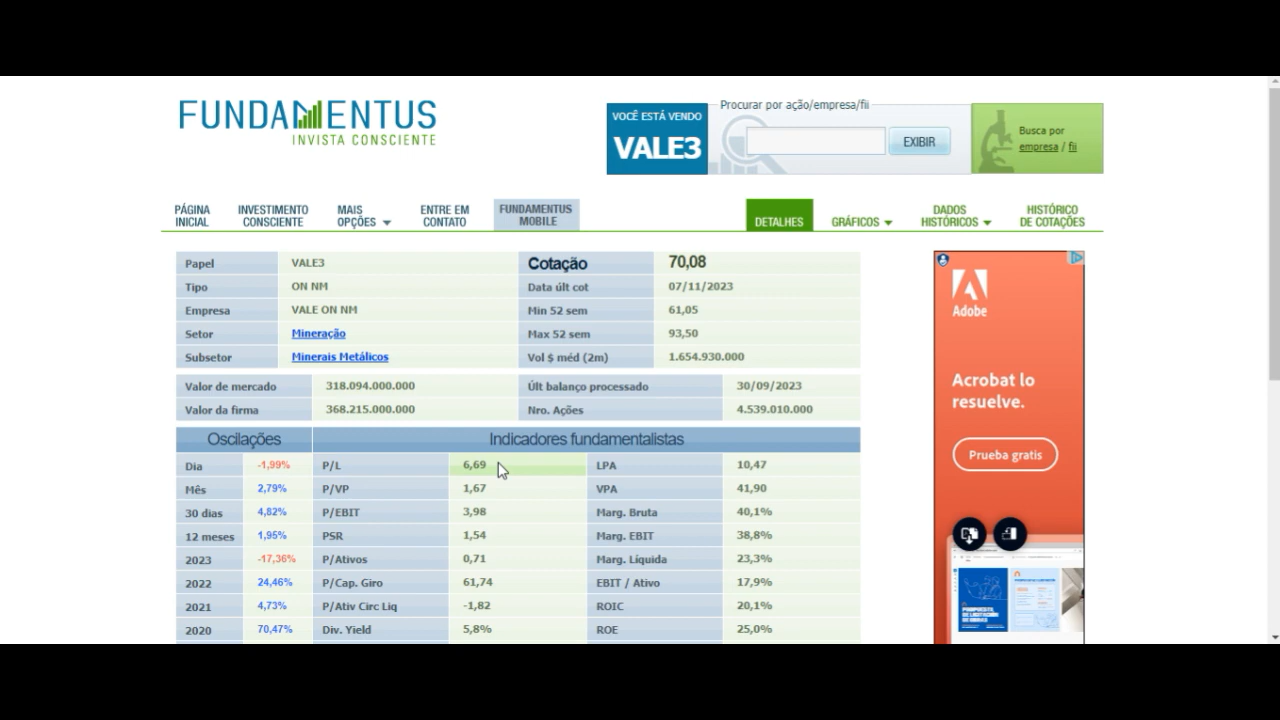 FUNDAMENTUS
INVISTA CONSCIENTE
VOCÊ ESTÁ VENDO
VALE3
Procurar por ação/empresa/fii
EXIBIR
Busca por
empresa / fii
PÁGINA INICIAL
INVESTIMENTO CONSCIENTE
MAIS OPÇÕES
ENTRE EM CONTATO
FUNDAMENTUS MOBILE
DETALHES
GRÁFICOS
DADOS HISTÓRICOS
HISTÓRICO DE COTAÇÕES
Papel VALE3 Cotação 70,08
Tipo ON NM Data últ cot 07/11/2023
Empresa VALE ON NM Min 52 sem 61,05
Setor Mineração Max 52 sem 93,50
Subsetor Minerais Metálicos Vol $ méd (2m) 1.654.930.000
Valor de mercado 318.094.000.000 Últ balanço processado 30/09/2023
Valor da firma 368.215.000.000 Nro. Ações 4.539.010.000
Oscilações Indicadores fundamentalistas
Dia -1,99% P/L 6,69 LPA 10,47
Mês 2,79% P/VP 1,67 VPA 41,90
30 dias 4,82% P/EBIT 3,98 Marg. Bruta 40,1%
12 meses 1,95% PSR 1,54 Marg. EBIT 38,8%
2023 -17,36% P/Ativos 0,71 Marg. Líquida 23,3%
2022 24,46% P/Cap. Giro 61,74 EBIT / Ativo 17,9%
2021 4,73% P/Ativ Circ Liq -1,82 ROIC 20,1%
2020 70,47% Div. Yield 5,8% ROE 25,0%
Adobe
Acrobat lo
resuelve.
Prueba gratis